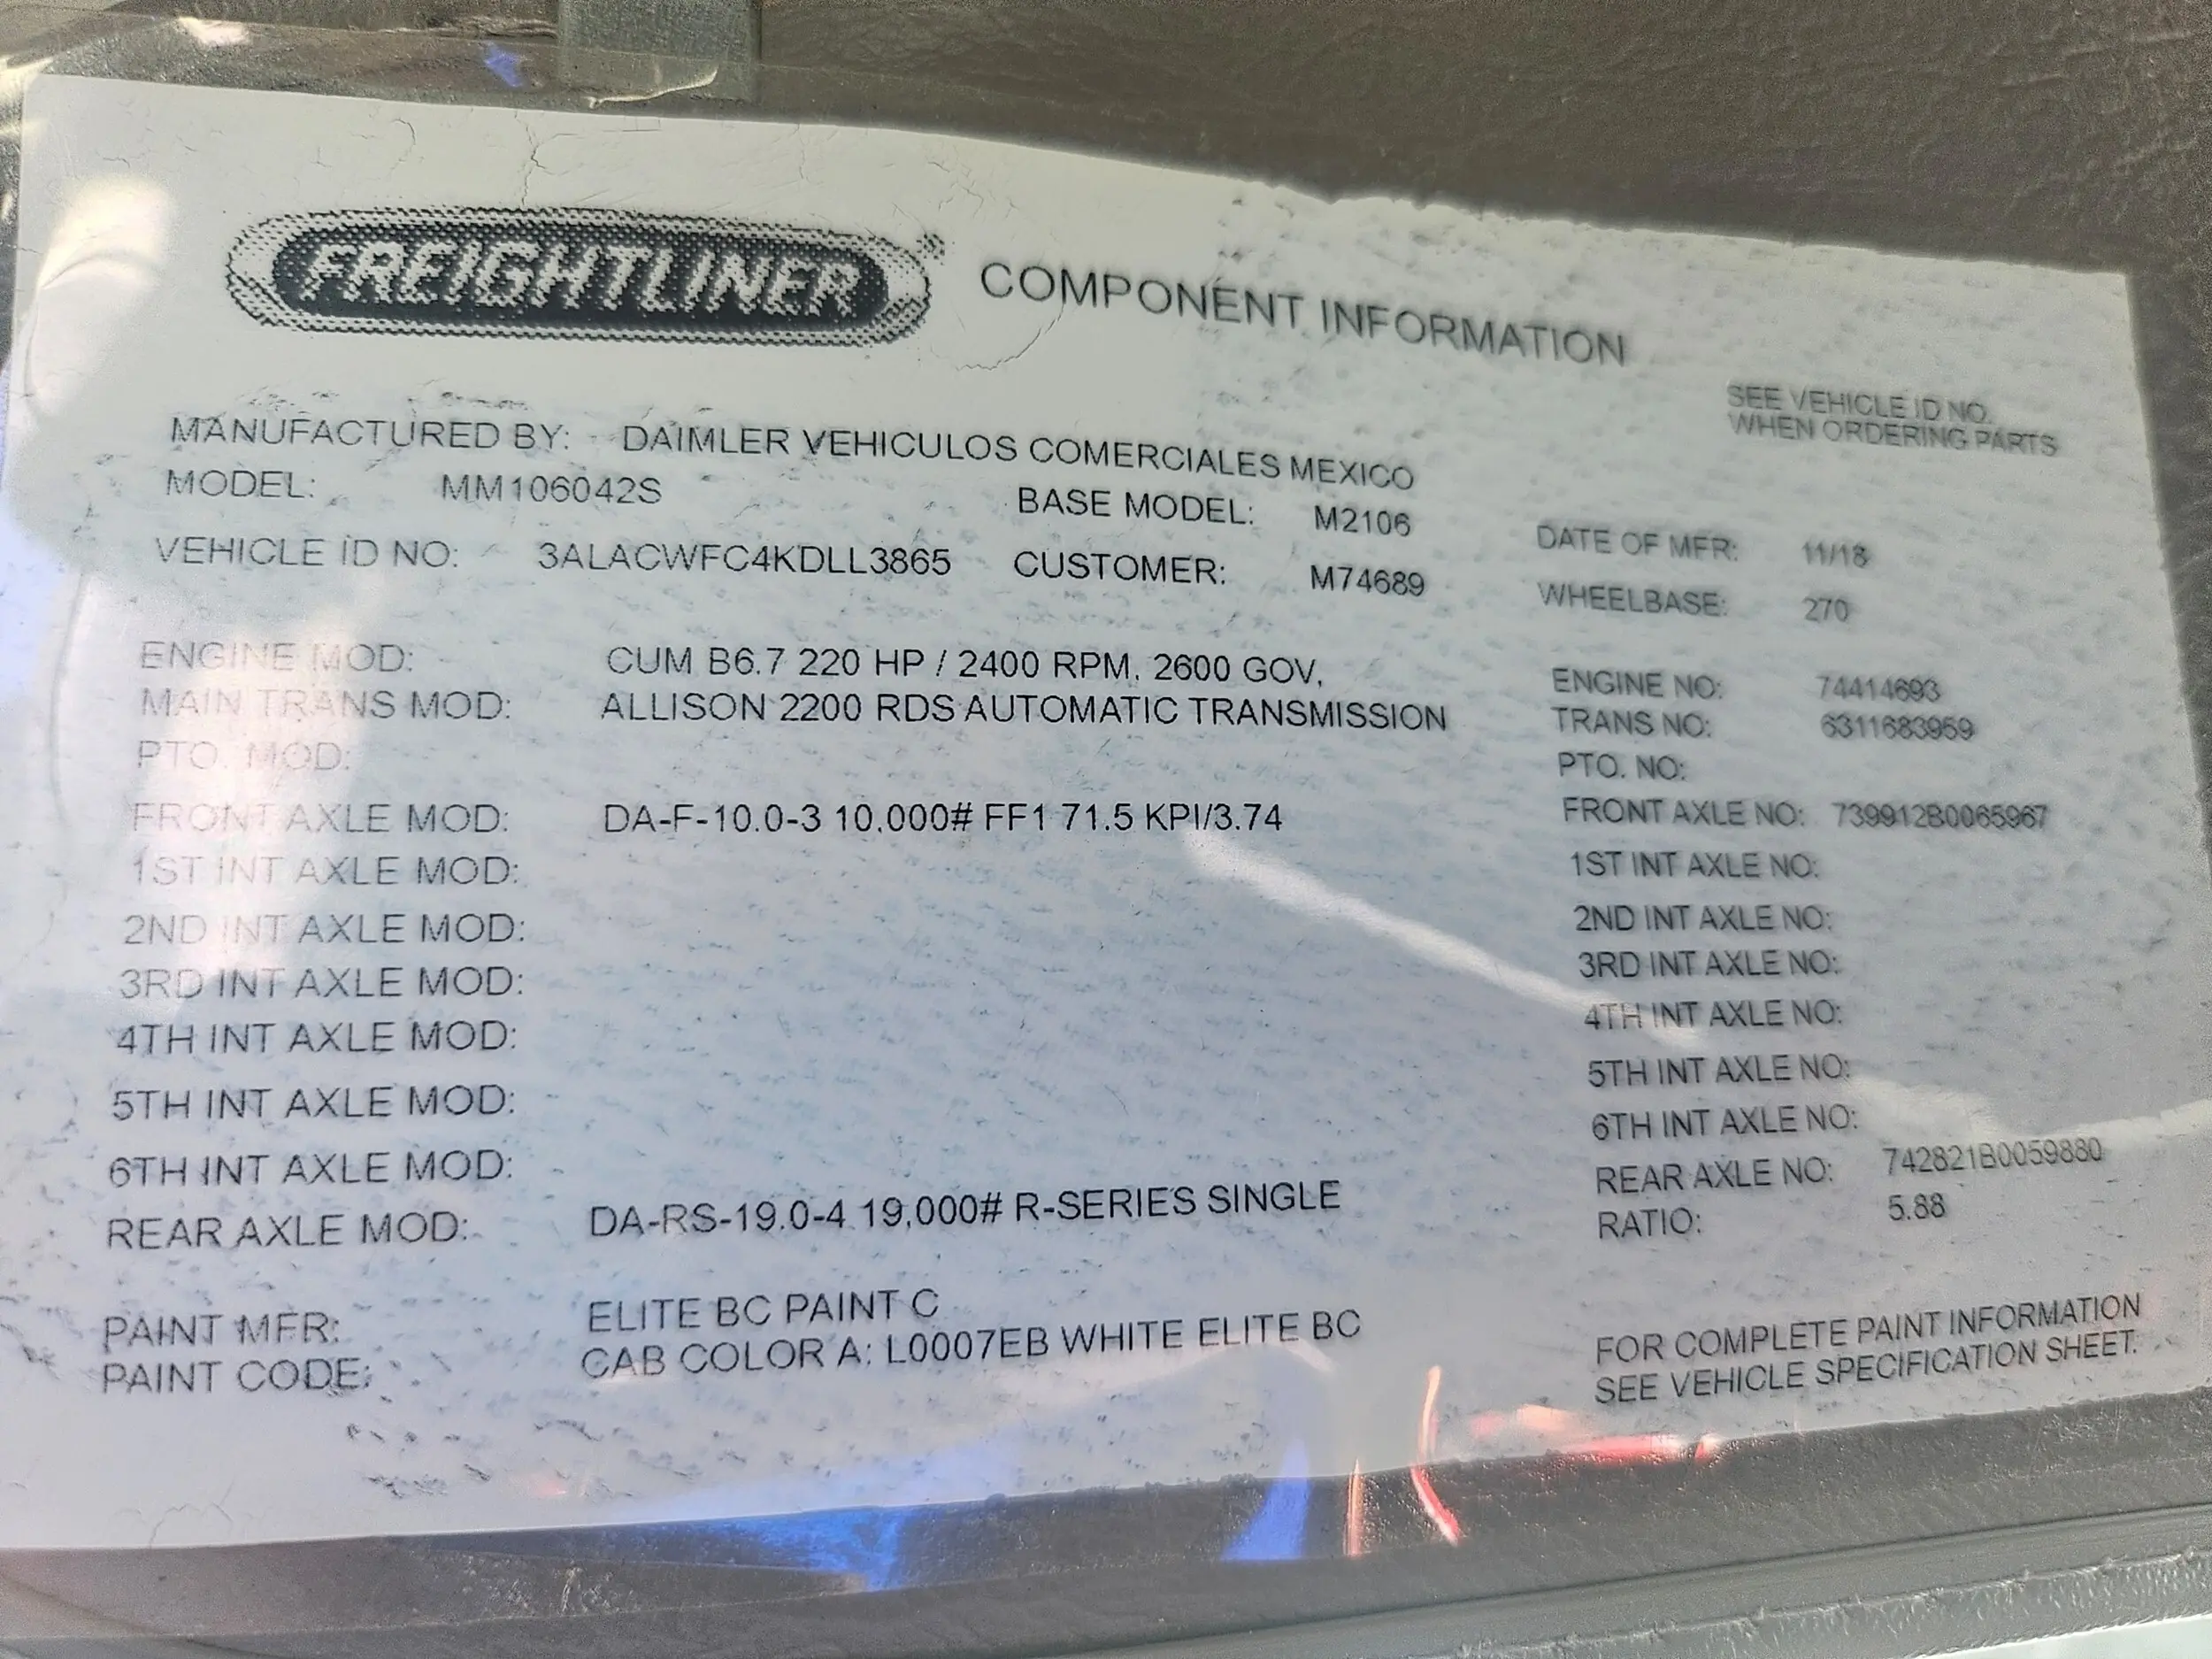 FREIGHTLINER® COMPONENT INFORMATION
SEE VEHICLE ID NO.
WHEN ORDERING PARTS
MANUFACTURED BY: DAIMLER VEHICULOS COMERCIALES MEXICO
MODEL: MM106042S BASE MODEL: M2106 DATE OF MFR: 11/18
VEHICLE ID NO: 3ALACWFC4KDLL3865 CUSTOMER: M74689 WHEELBASE: 270
ENGINE MOD: CUM B6.7 220 HP / 2400 RPM, 2600 GOV, ENGINE NO: 74414693
MAIN TRANS MOD: ALLISON 2200 RDS AUTOMATIC TRANSMISSION TRANS NO: 6311683959
PTO. MOD: PTO. NO:
FRONT AXLE MOD: DA-F-10.0-3 10,000# FF1 71.5 KPI/3.74 FRONT AXLE NO: 739912B0065967
1ST INT AXLE MOD: 1ST INT AXLE NO:
2ND INT AXLE MOD: 2ND INT AXLE NO:
3RD INT AXLE MOD: 3RD INT AXLE NO:
4TH INT AXLE MOD: 4TH INT AXLE NO:
5TH INT AXLE MOD: 5TH INT AXLE NO:
6TH INT AXLE MOD: 6TH INT AXLE NO:
REAR AXLE MOD: DA-RS-19.0-4 19,000# R-SERIES SINGLE REAR AXLE NO: 742821B0059880
RATIO: 5.88
PAINT MFR: ELITE BC PAINT C
PAINT CODE: CAB COLOR A: L0007EB WHITE ELITE BC
FOR COMPLETE PAINT INFORMATION
SEE VEHICLE SPECIFICATION SHEET.